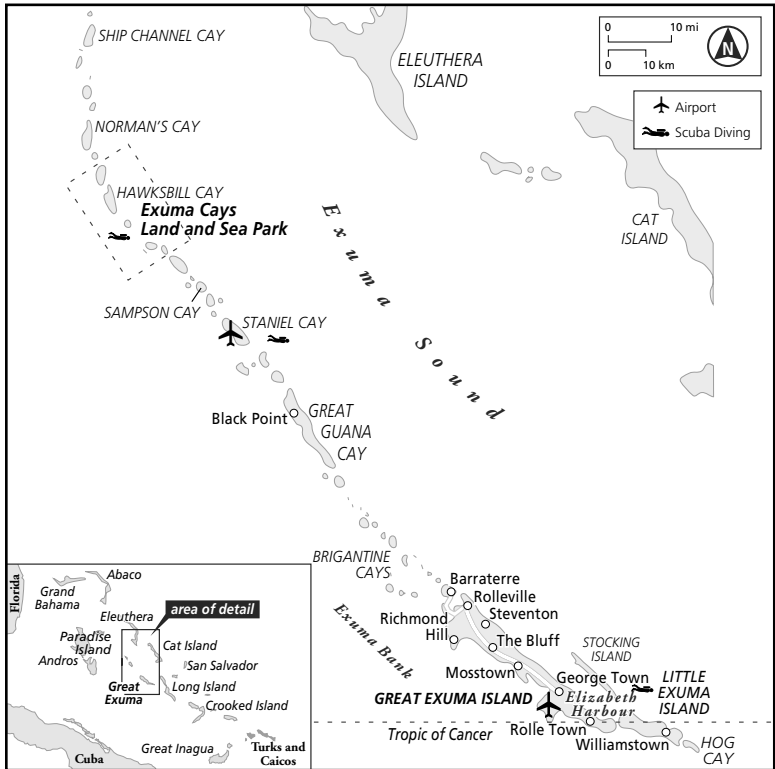 SHIP CHANNEL CAY
ELEUTHERA
ISLAND
0 10 mi
0 10 km
N
Airport
Scuba Diving
NORMAN'S CAY
HAWKSBILL CAY
Exuma Cays
Land and Sea Park
CAT
ISLAND
Exuma Sound
SAMPSON CAY
STANIEL CAY
Black Point
GREAT
GUANA
CAY
BRIGANTINE
CAYS
Barraterre
Rolleville
Steventon
Richmond
Hill
The Bluff
Exuma Bank
STOCKING
ISLAND
Mosstown
George Town
LITTLE
EXUMA
ISLAND
GREAT EXUMA ISLAND
Elizabeth
Harbour
Rolle Town
Tropic of Cancer
Williamstown
HOG
CAY
Florida
Abaco
Grand
Bahama
area of detail
Eleuthera
Paradise
Island
Cat Island
Andros
San Salvador
Great
Exuma
Long Island
Crooked Island
Great Inagua
Turks and
Caicos
Cuba